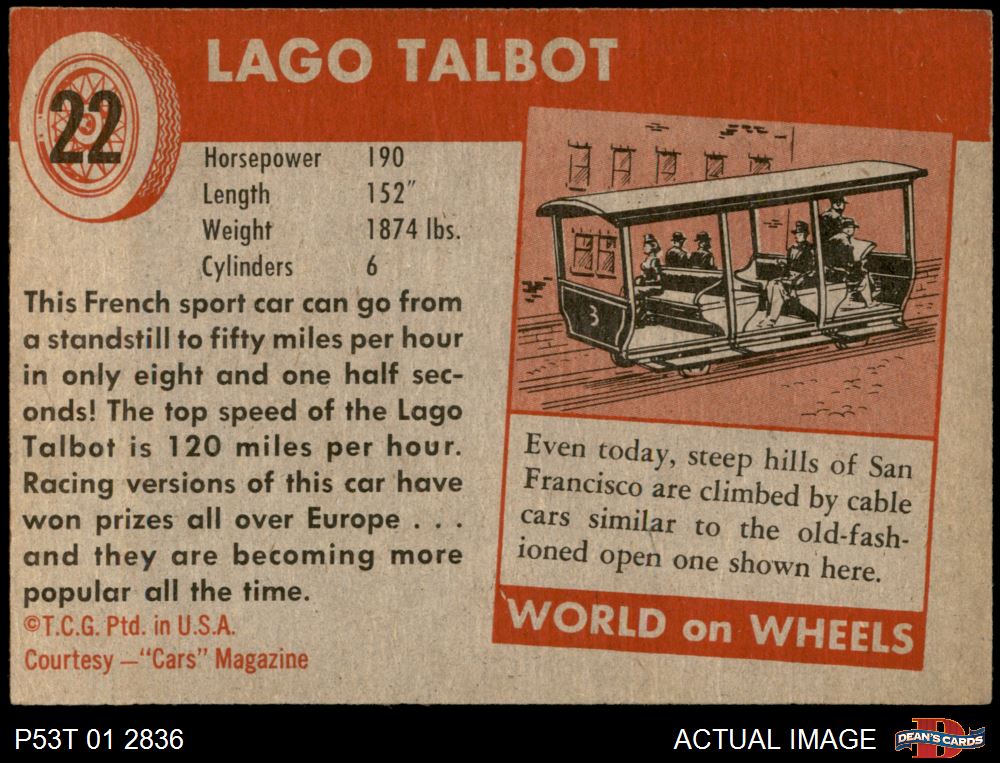 22
LAGO TALBOT
Horsepower 190
Length 152"
Weight 1874 lbs.
Cylinders 6
This French sport car can go from
a standstill to fifty miles per hour
in only eight and one half sec-
onds! The top speed of the Lago
Talbot is 120 miles per hour.
Racing versions of this car have
won prizes all over Europe . . .
and they are becoming more
popular all the time.
©T.C.G. Ptd. in U.S.A.
Courtesy —"Cars" Magazine
3
Even today, steep hills of San
Francisco are climbed by cable
cars similar to the old-fash-
ioned open one shown here.
WORLD on WHEELS
P53T 01 2836
ACTUAL IMAGE
DEAN'S CARDS